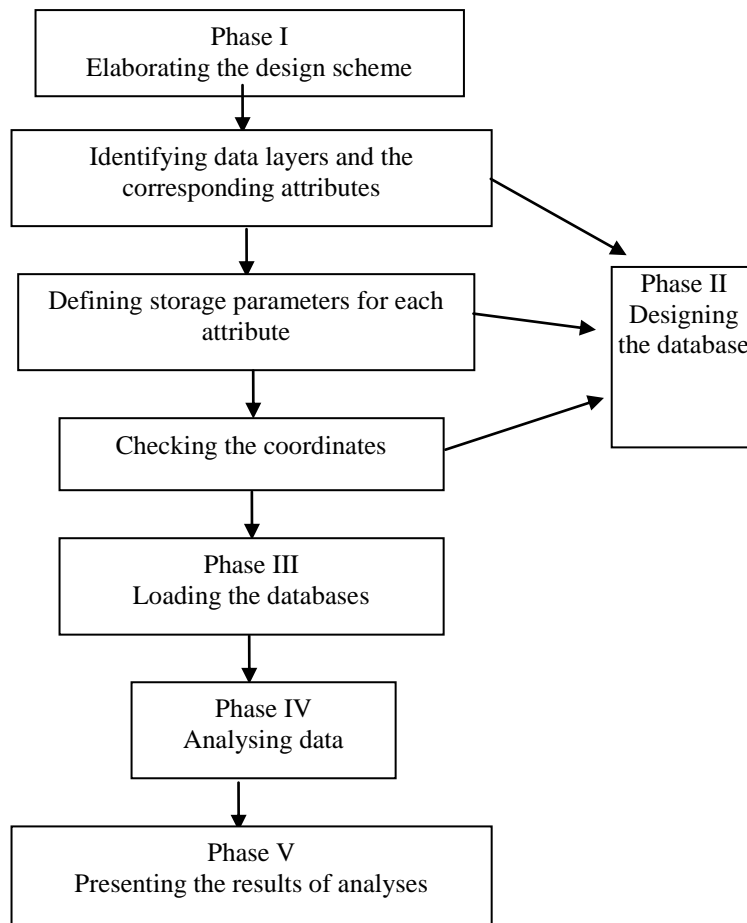 Phase I
Elaborating the design scheme
Identifying data layers and the
corresponding attributes
Phase II
Designing
the database
Defining storage parameters for each
attribute
Checking the coordinates
Phase III
Loading the databases
Phase IV
Analysing data
Phase V
Presenting the results of analyses